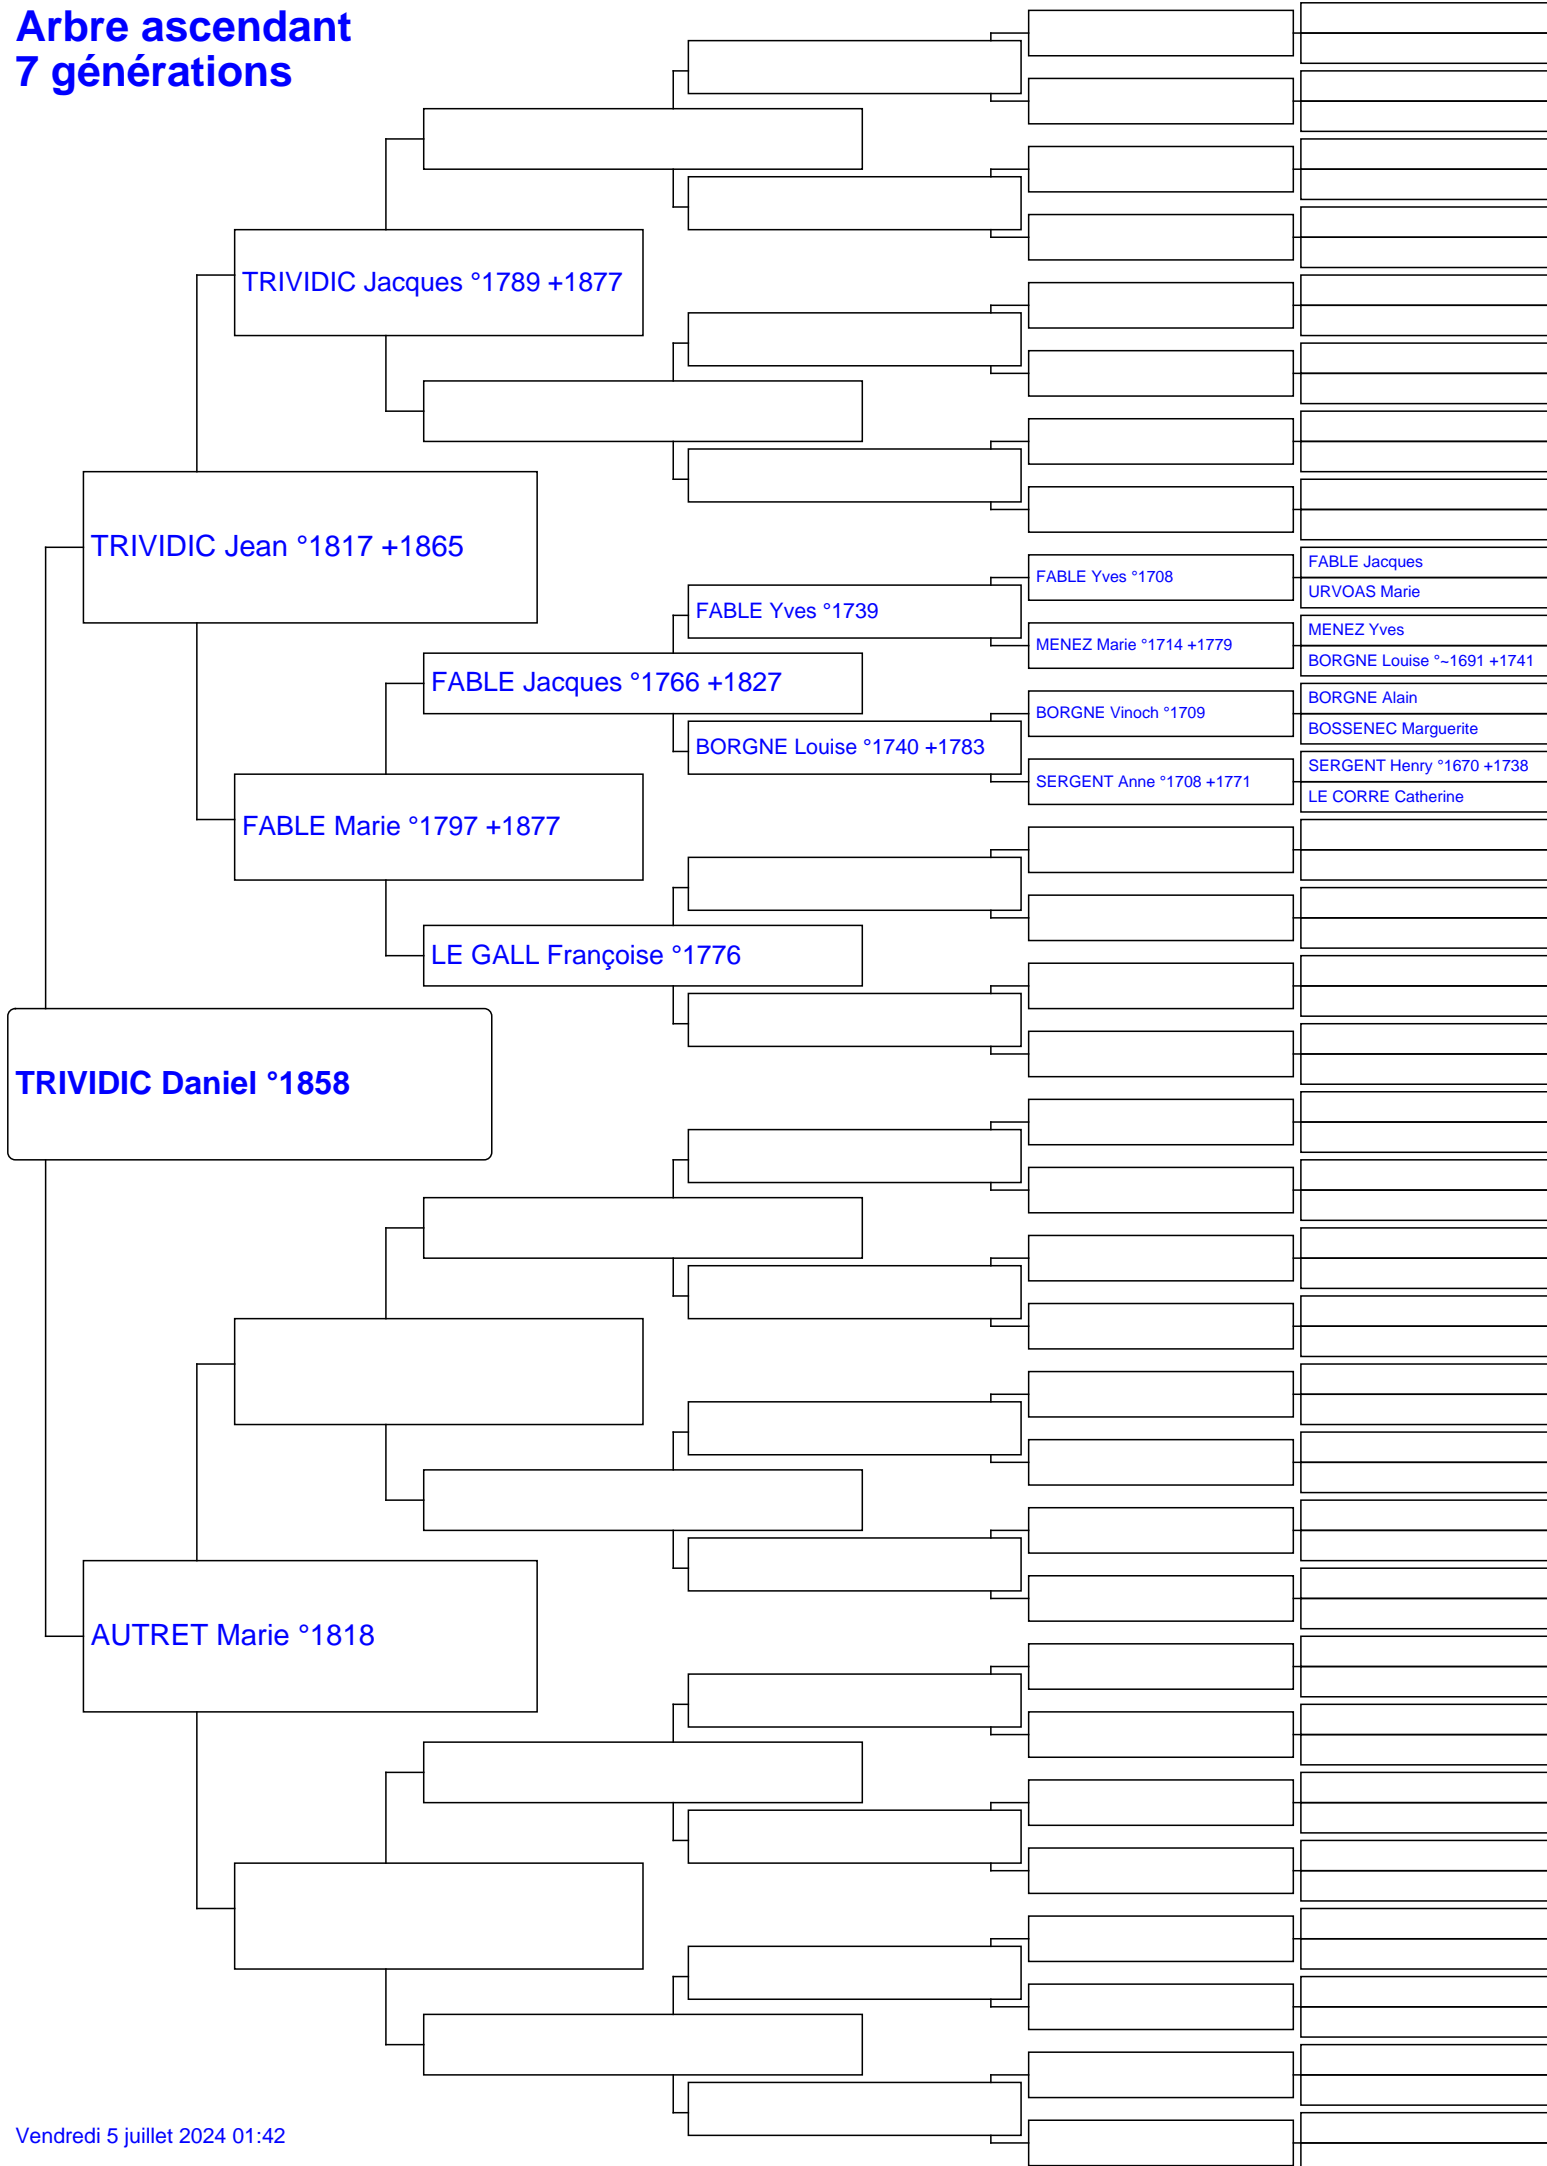 Arbre ascendant
7 générations
TRIVIDIC Jacques °1789 +1877
TRIVIDIC Jean °1817 +1865
FABLE Jacques
FABLE Yves °1708
URVOAS Marie
FABLE Yves °1739
MENEZ Yves
MENEZ Marie °1714 +1779
BORGNE Louise °~1691 +1741
FABLE Jacques °1766 +1827
BORGNE Alain
BORGNE Vinoch °1709
BOSSENEC Marguerite
BORGNE Louise °1740 +1783
SERGENT Henry °1670 +1738
SERGENT Anne °1708 +1771
LE CORRE Catherine
FABLE Marie °1797 +1877
LE GALL Françoise °1776
TRIVIDIC Daniel °1858
AUTRET Marie °1818
Vendredi 5 juillet 2024 01:42